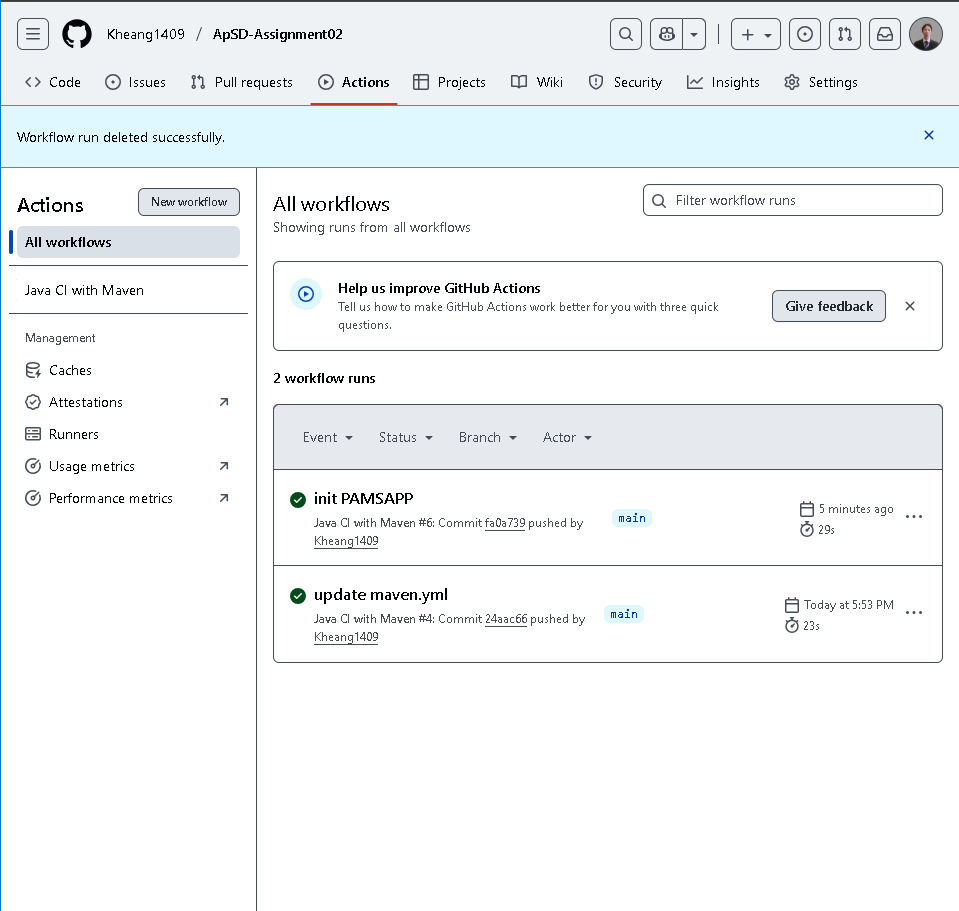 Kheang1409 / ApSD-Assignment02
Code Issues Pull requests Actions Projects Wiki Security Insights Settings
Workflow run deleted successfully.
Actions
New workflow
All workflows
Java CI with Maven
Management
Caches
Attestations
Runners
Usage metrics
Performance metrics
All workflows
Showing runs from all workflows
Filter workflow runs
Help us improve GitHub Actions
Tell us how to make GitHub Actions work better for you with three quick
questions.
Give feedback
2 workflow runs
Event Status Branch Actor
init PAMSAPP
Java CI with Maven #6: Commit fa0a739 pushed by
Kheang1409
main
5 minutes ago
29s
update maven.yml
Java CI with Maven #4: Commit 24aac66 pushed by
Kheang1409
main
Today at 5:53 PM
23s